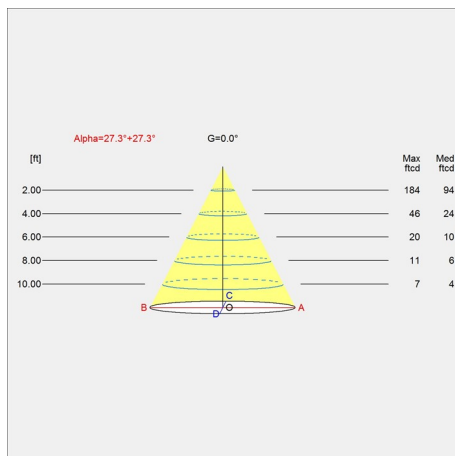 Alpha=27.3°+27.3° G=0.0°
[ft] Max Med
ftcd ftcd
2.00 184 94
4.00 46 24
6.00 20 10
8.00 11 6
10.00 7 4
C
B O A
D